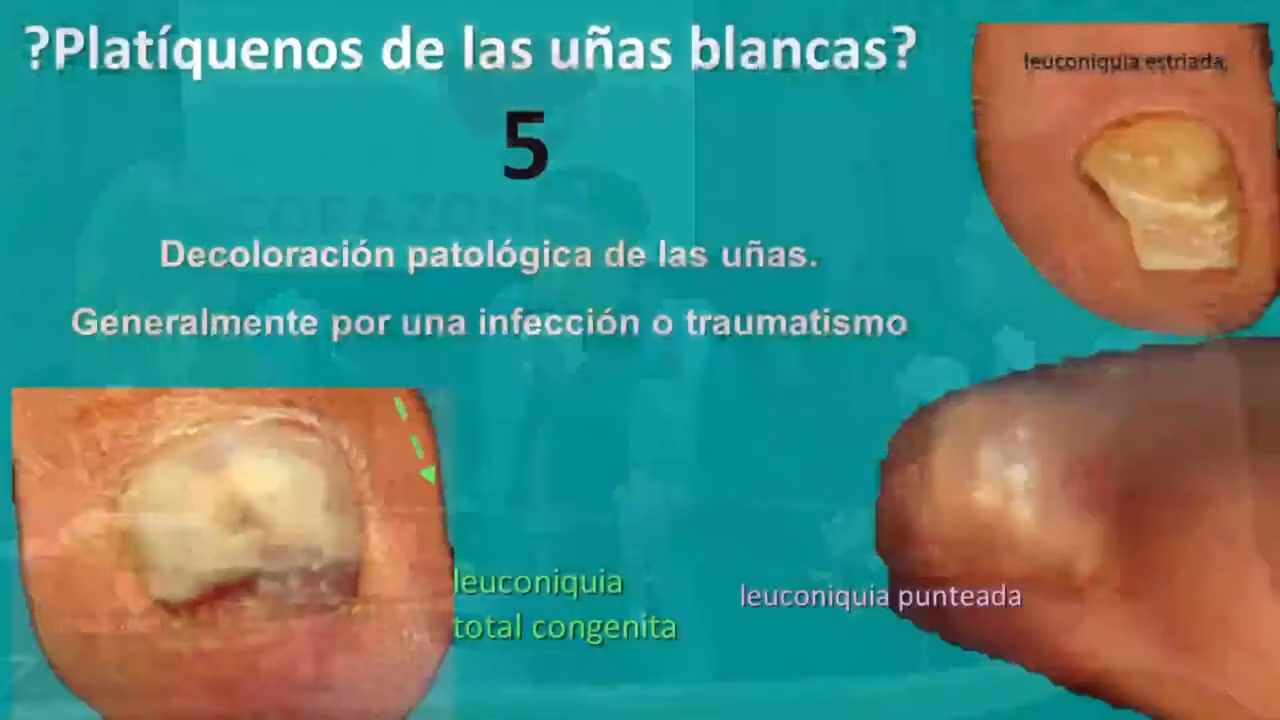 ?Platíquenos de las uñas blancas?
leuconiquia estriada,
5
CORAZON
Decoloración patológica de las uñas.
Generalmente por una infección o traumatismo
leuconiquia
total congenita
leuconiquia punteada